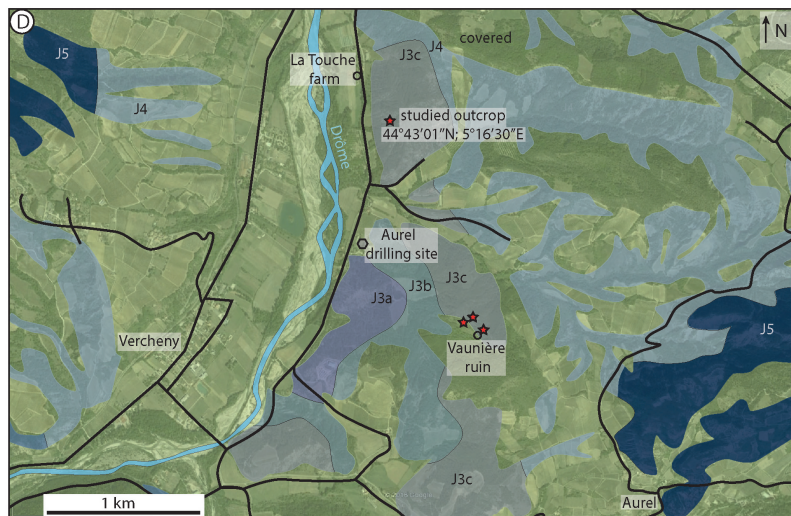 D
J5
J3c
J4
covered
N
La Touche
farm
J4
studied outcrop
44°43'01"N; 5°16'30"E
Drôme
Aurel
drilling site
J3c
J3b
J3a
J5
Vercheny
Vaunière
ruin
J3c
1 km
Aurel